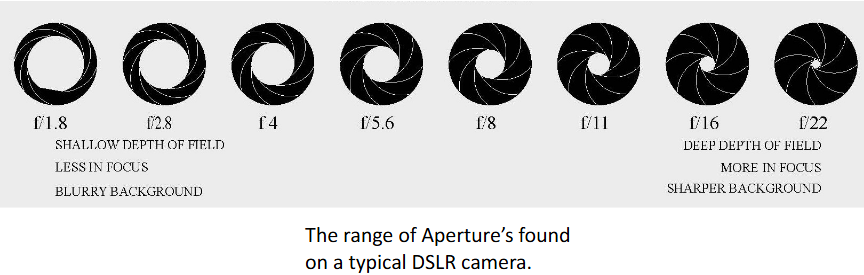 f/1.8 f/2.8 f 4 f/5.6 f/8 f/11 f/16 f/22
SHALLOW DEPTH OF FIELD
LESS IN FOCUS
BLURRY BACKGROUND
DEEP DEPTH OF FIELD
MORE IN FOCUS
SHARPER BACKGROUND
The range of Aperture’s found
on a typical DSLR camera.